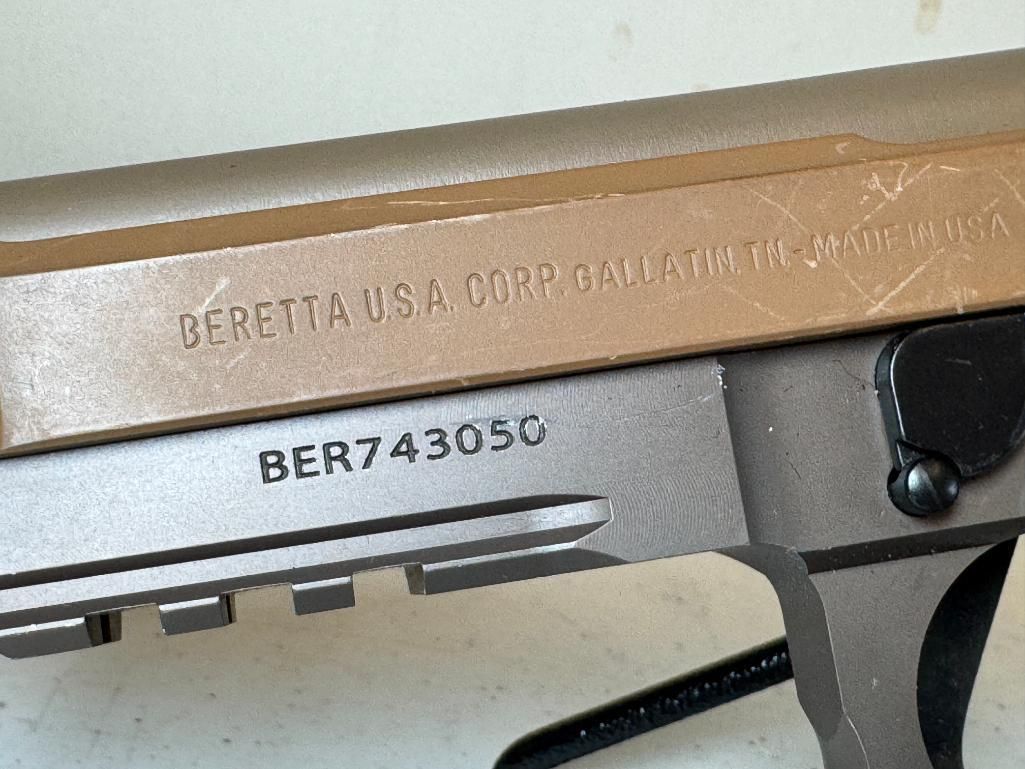 BERETTA U.S.A. CORP. GALLATIN, TN.-MADE IN USA
BER743050